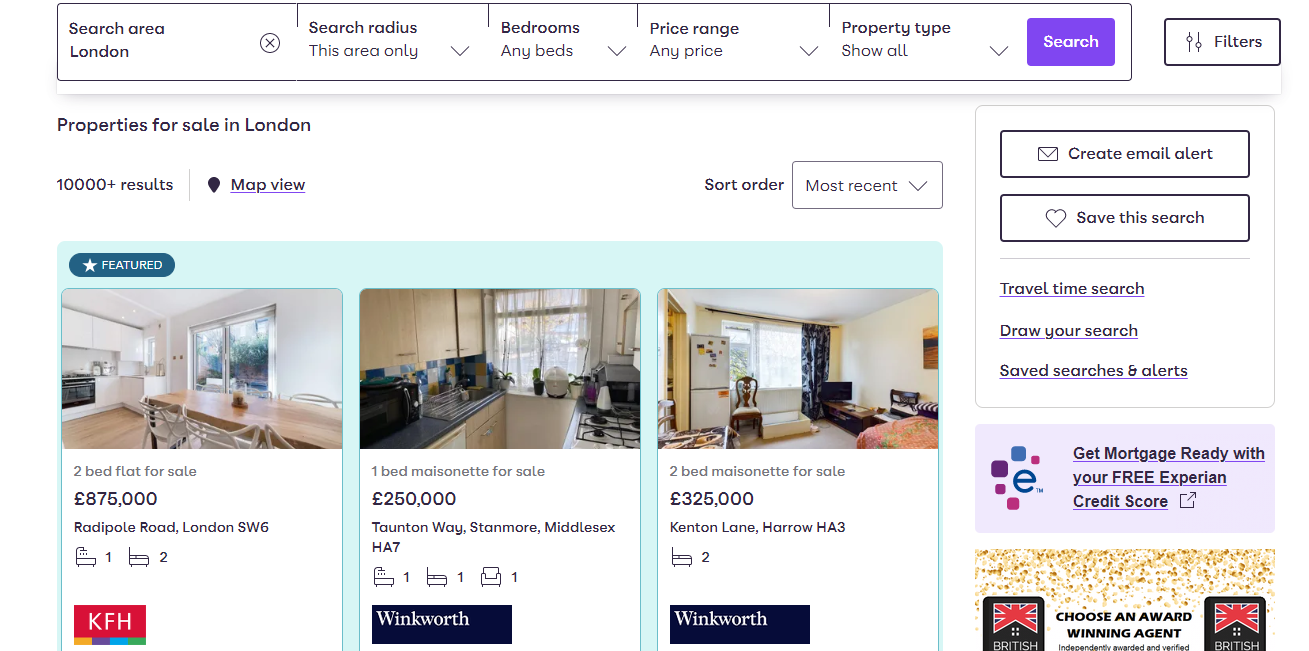 Search area
London
Search radius
This area only
Bedrooms
Any beds
Price range
Any price
Property type
Show all
Search
Filters
Properties for sale in London
10000+ results
Map view
Sort order
Most recent
Create email alert
Save this search
Travel time search
Draw your search
Saved searches & alerts
FEATURED
2 bed flat for sale
£875,000
Radipole Road, London SW6
1
2
KFH
1 bed maisonette for sale
£250,000
Taunton Way, Stanmore, Middlesex
HA7
1
1
1
Winkworth
2 bed maisonette for sale
£325,000
Kenton Lane, Harrow HA3
2
Winkworth
e™
Get Mortgage Ready with
your FREE Experian
Credit Score
CHOOSE AN AWARD
WINNING AGENT
Independently awarded and verified
BRITISH
BRITISH